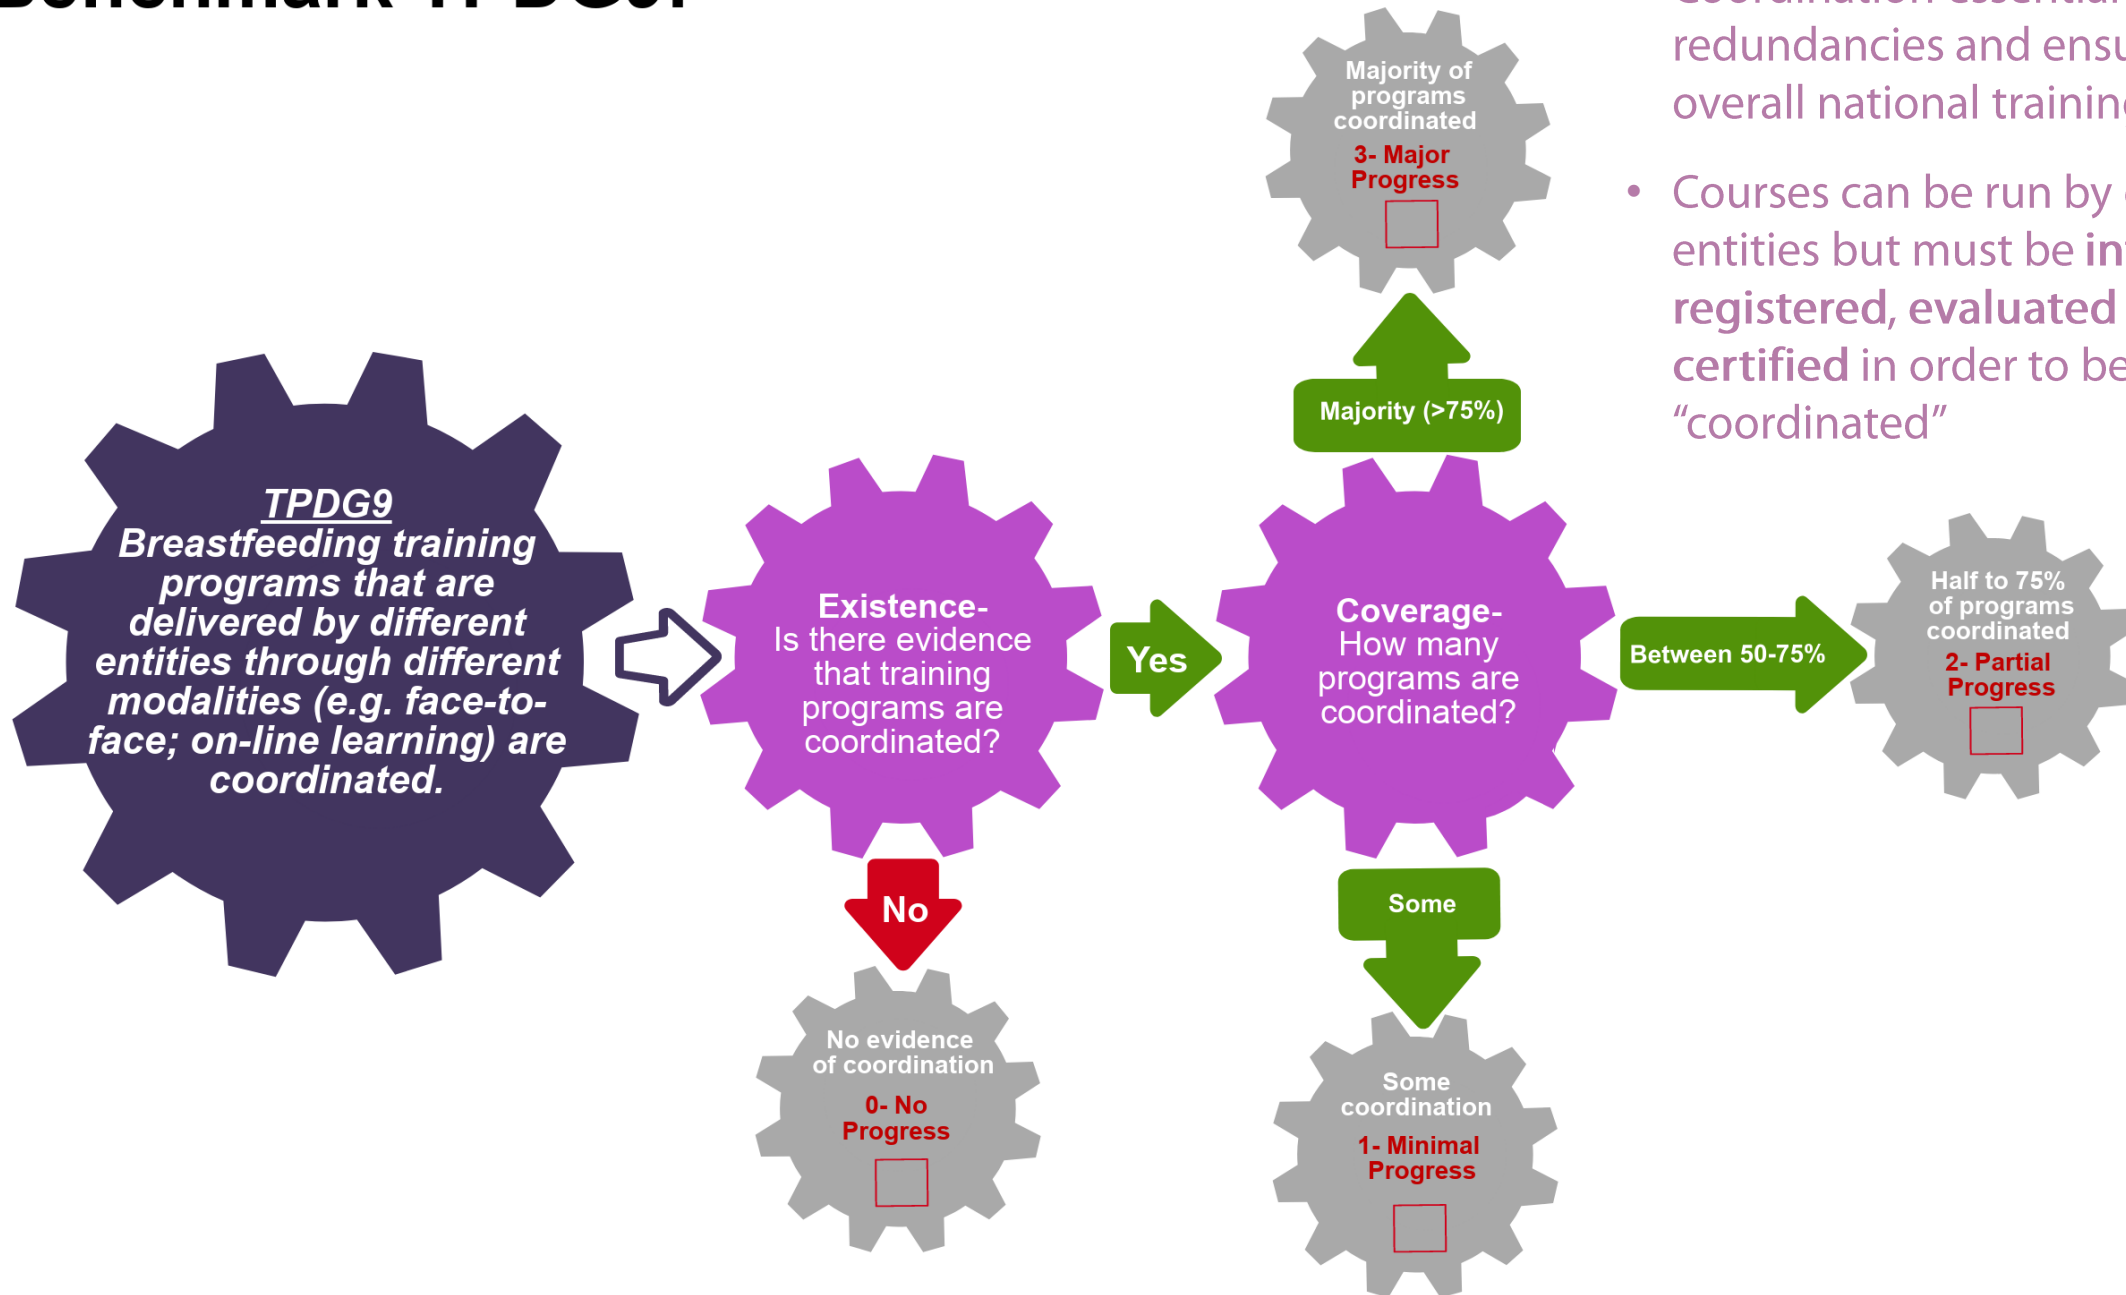 Benchmark TPDG9:
Coordination essential
redundancies and ensu
overall national training
• Courses can be run by
entities but must be in
registered, evaluated
certified in order to be
“coordinated”
TPDG9
Breastfeeding training
programs that are
delivered by different
entities through different
modalities (e.g. face-to-
face; on-line learning) are
coordinated.
Existence-
Is there evidence
that training
programs are
coordinated?
Yes
No
No evidence
of coordination
0- No
Progress
Coverage-
How many
programs are
coordinated?
Majority (>75%)
Majority of
programs
coordinated
3- Major
Progress
Between 50-75%
Half to 75%
of programs
coordinated
2- Partial
Progress
Some
Some
coordination
1- Minimal
Progress